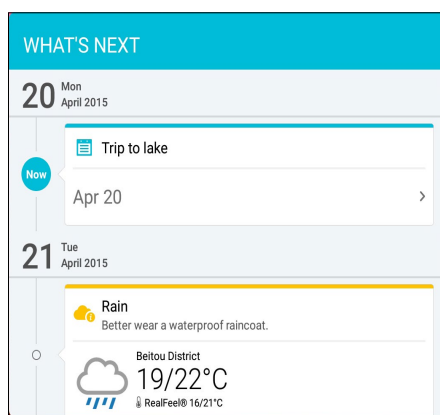 WHAT'S NEXT
20 Mon
April 2015
Trip to lake
Now
Apr 20
21 Tue
April 2015
Rain
Better wear a waterproof raincoat.
Beitou District
19/22°C
RealFeel® 16/21°C